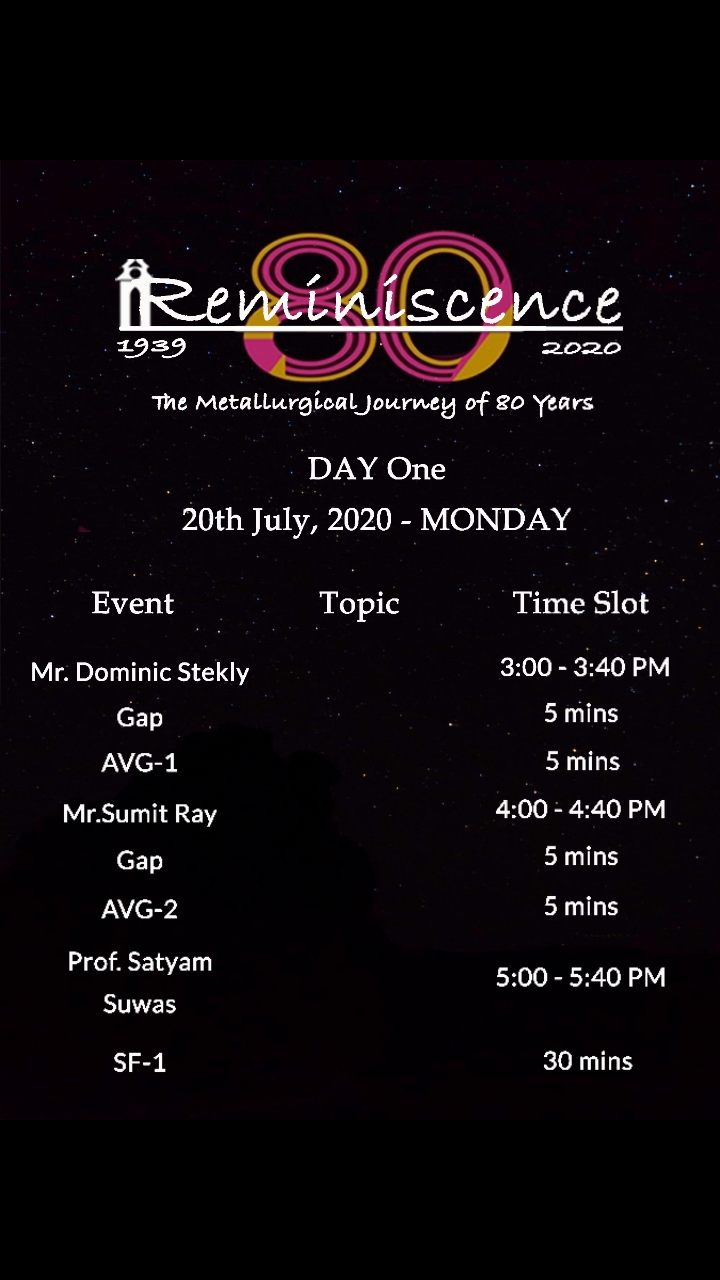 80
Reminiscence
1939 2020
The Metallurgical Journey of 80 Years
DAY One
20th July, 2020 - MONDAY
Event Topic Time Slot
Mr. Dominic Stekly 3:00 - 3:40 PM
Gap 5 mins
AVG-1 5 mins
Mr.Sumit Ray 4:00 - 4:40 PM
Gap 5 mins
AVG-2 5 mins
Prof. Satyam
Suwas 5:00 - 5:40 PM
SF-1 30 mins